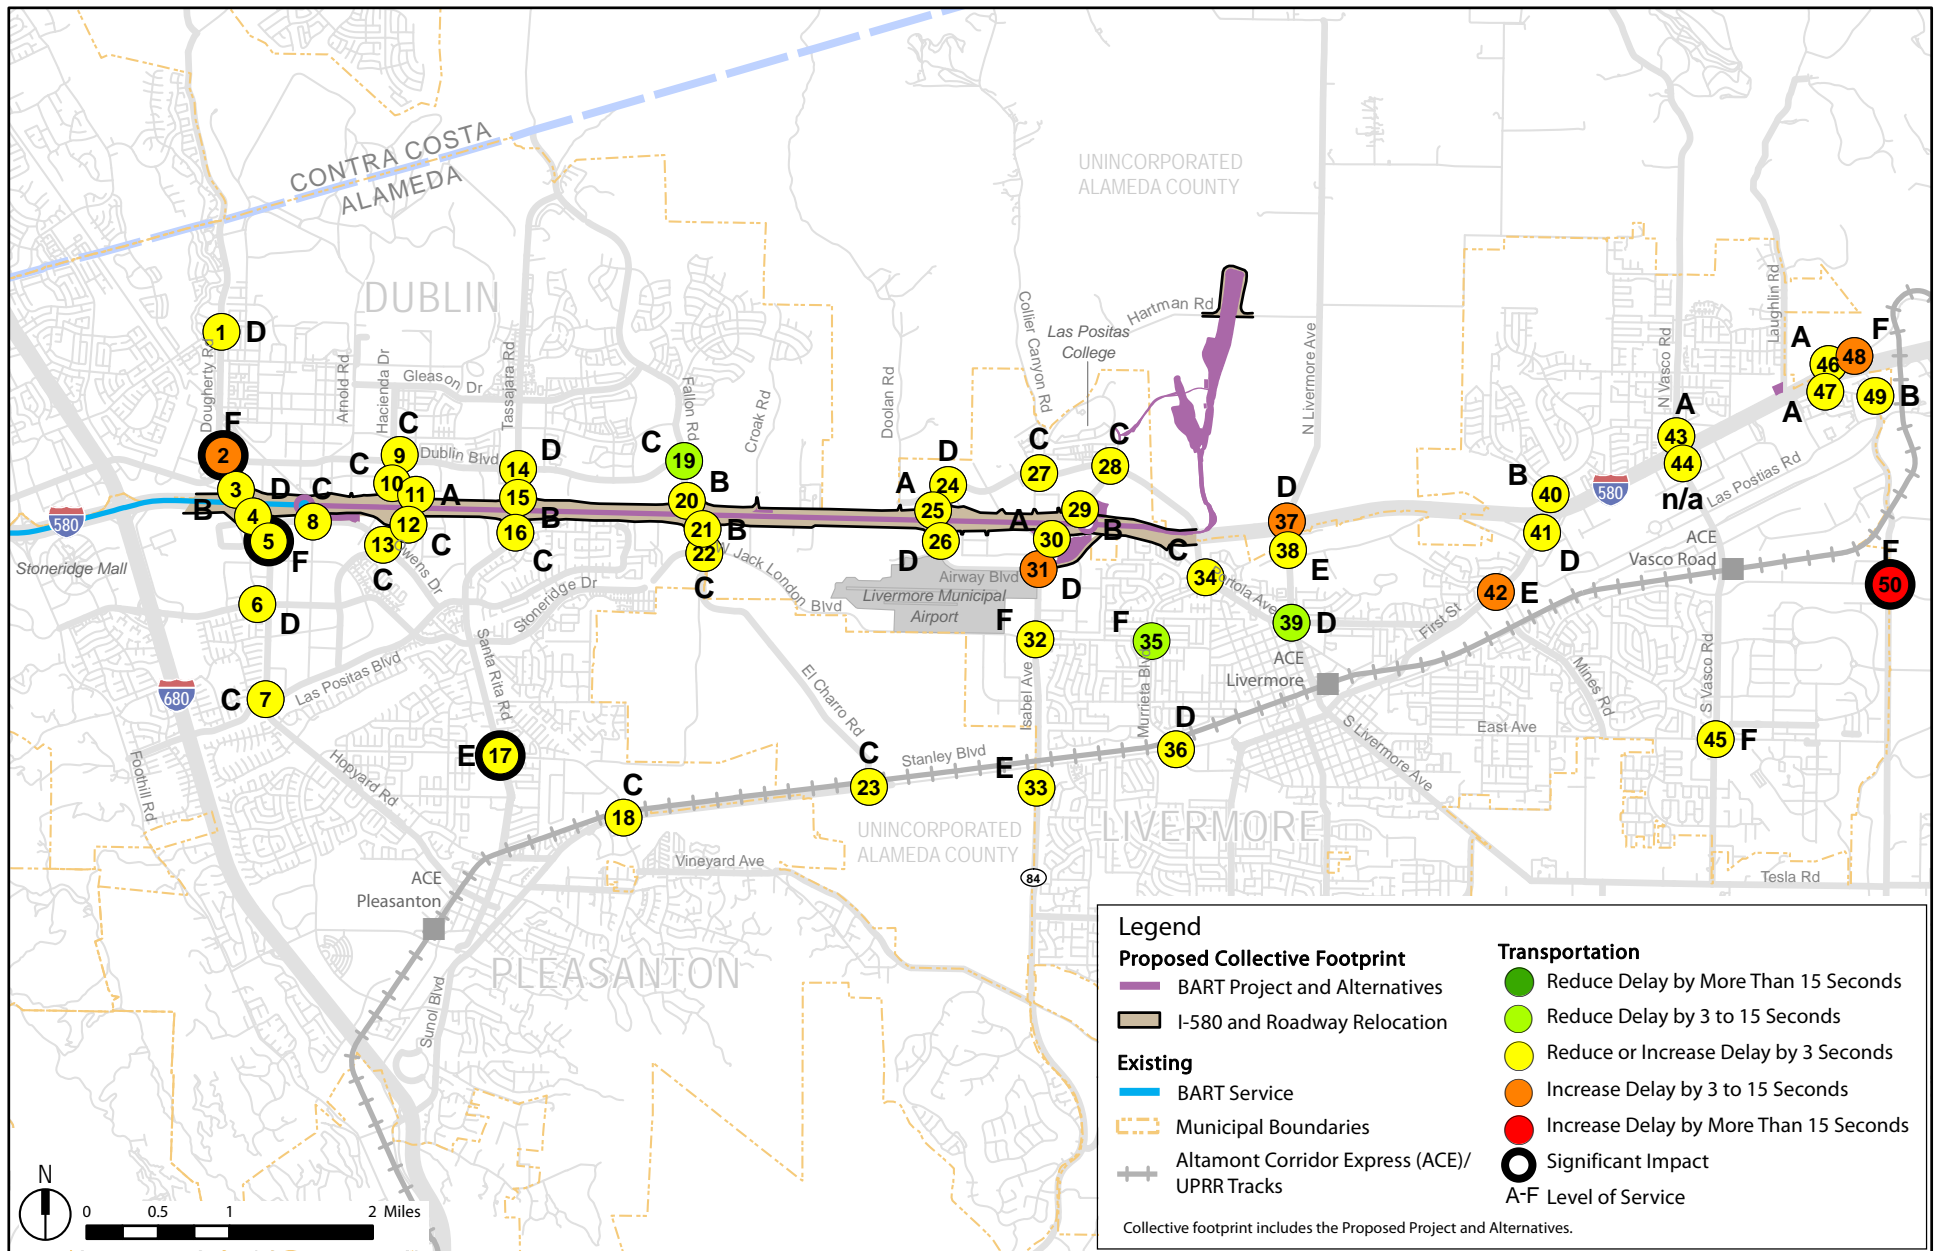 CONTRA COSTA
ALAMEDA
UNINCORPORATED
ALAMEDA COUNTY
DUBLIN
Dougherty Rd
Arnold Rd
Hacienda Dr
Gleason Dr
Tassajara Rd
Dublin Blvd
Fallon Rd
Croak Rd
Doolan Rd
Collier Canyon Rd
Las Positas
College
Hartman Rd
N Livermore Ave
N Vasco Rd
Laughlin Rd
Las Postias Rd
1 D
F
2
3 D
B 4
5 F
C
8
6 D
C 7
C
9
C 10
11 A
12 C
13 C
D
14
15 B
16 C
E 17
C
18
C 19
20 B
21 B
22 C
C
23
D
24
A 25
26 D
C
27
C
28
29 B
A 30
31 D
F 32
E 33
C 34
F 35
D
36
D
37
38 E
39 D
B 40
41 D
42 E
A
43
44
n/a
45 F
A 46
A 47
F
48
49 B
F
50
580
580
680
84
Stoneridge Mall
Owens Dr
Stoneridge Dr
W Jack London Blvd
Airway Blvd
Livermore Municipal
Airport
Portola Ave
First St
ACE
Vasco Road
Las Positas Blvd
Santa Rita Rd
El Charro Rd
Isabel Ave
Murrieta Blvd
ACE
Livermore
Mines Rd
S Vasco Rd
East Ave
S Livermore Ave
Foothill Rd
Hopyard Rd
Stanley Blvd
LIVERMORE
UNINCORPORATED
ALAMEDA COUNTY
Vineyard Ave
Tesla Rd
ACE
Pleasanton
PLEASANTON
Sunol Blvd
N
0 0.5 1 2 Miles
Legend
Proposed Collective Footprint
BART Project and Alternatives
I-580 and Roadway Relocation
Existing
BART Service
Municipal Boundaries
Altamont Corridor Express (ACE)/
UPRR Tracks
Transportation
Reduce Delay by More Than 15 Seconds
Reduce Delay by 3 to 15 Seconds
Reduce or Increase Delay by 3 Seconds
Increase Delay by 3 to 15 Seconds
Increase Delay by More Than 15 Seconds
Significant Impact
A-F Level of Service
Collective footprint includes the Proposed Project and Alternatives.